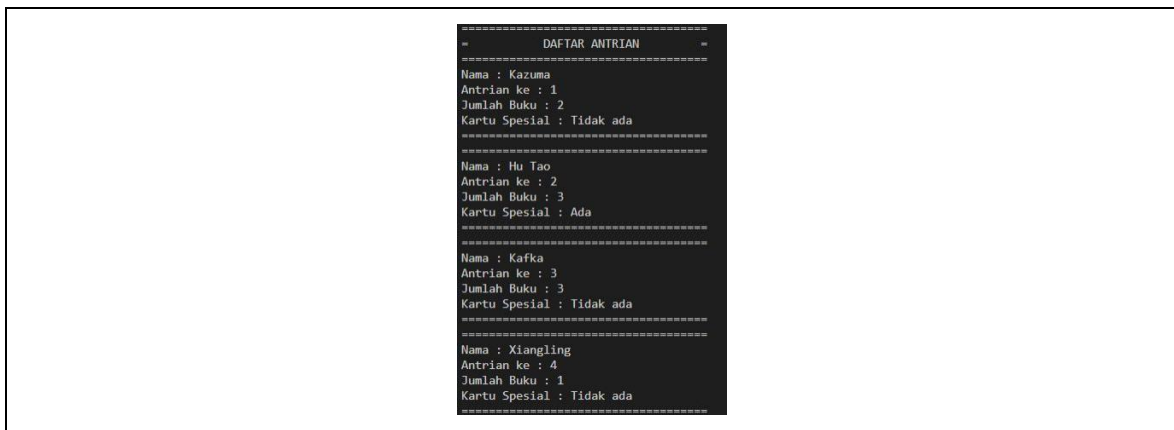 ====================================
= DAFTAR ANTRIAN =
====================================
Nama : Kazuma
Antrian ke : 1
Jumlah Buku : 2
Kartu Spesial : Tidak ada
====================================
====================================
Nama : Hu Tao
Antrian ke : 2
Jumlah Buku : 3
Kartu Spesial : Ada
====================================
====================================
Nama : Kafka
Antrian ke : 3
Jumlah Buku : 3
Kartu Spesial : Tidak ada
====================================
====================================
Nama : Xiangling
Antrian ke : 4
Jumlah Buku : 1
Kartu Spesial : Tidak ada
====================================